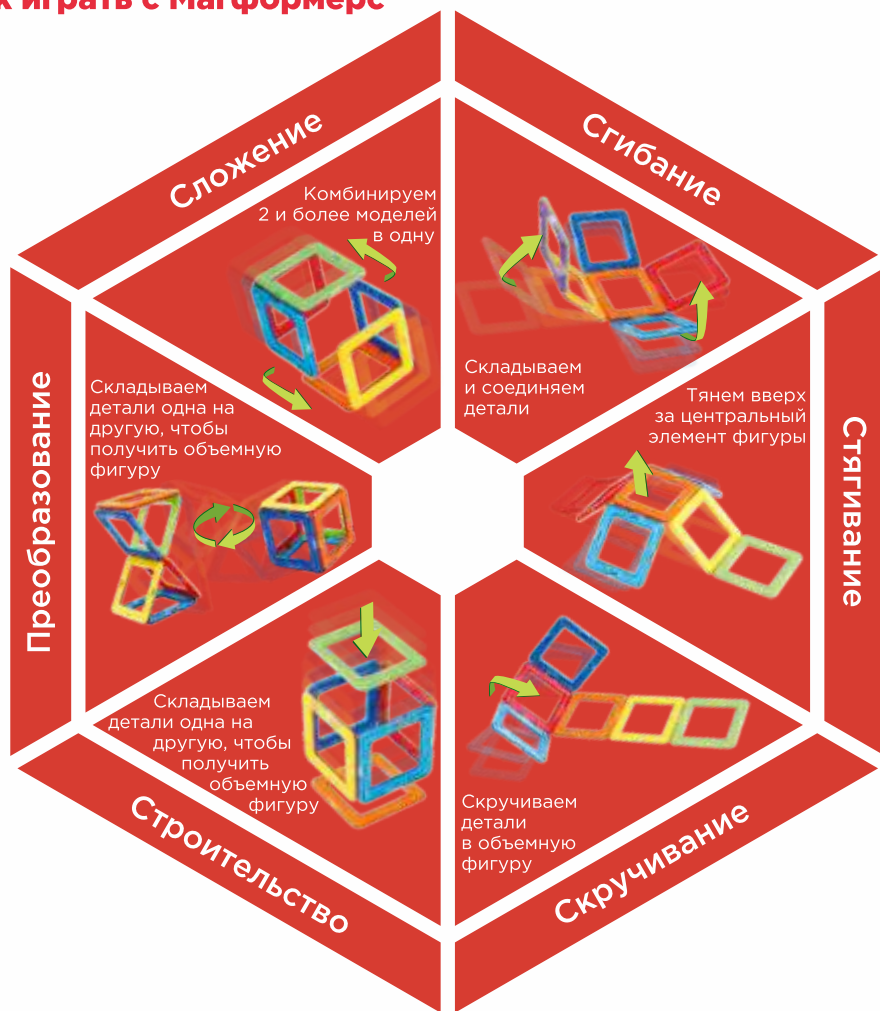 к играть с Магформерс
Сложение
Комбинируем
2 и более моделей
в одну
Сгибание
Складываем
и соединяем
детали
Стягивание
Тянем вверх
за центральный
элемент фигуры
Скручивание
Скручиваем
детали
в объемную
фигуру
Строительство
Складываем
детали одна на
другую, чтобы
получить
объемную
фигуру
Преобразование
Складываем
детали одна на
другую, чтобы
получить объемную
фигуру